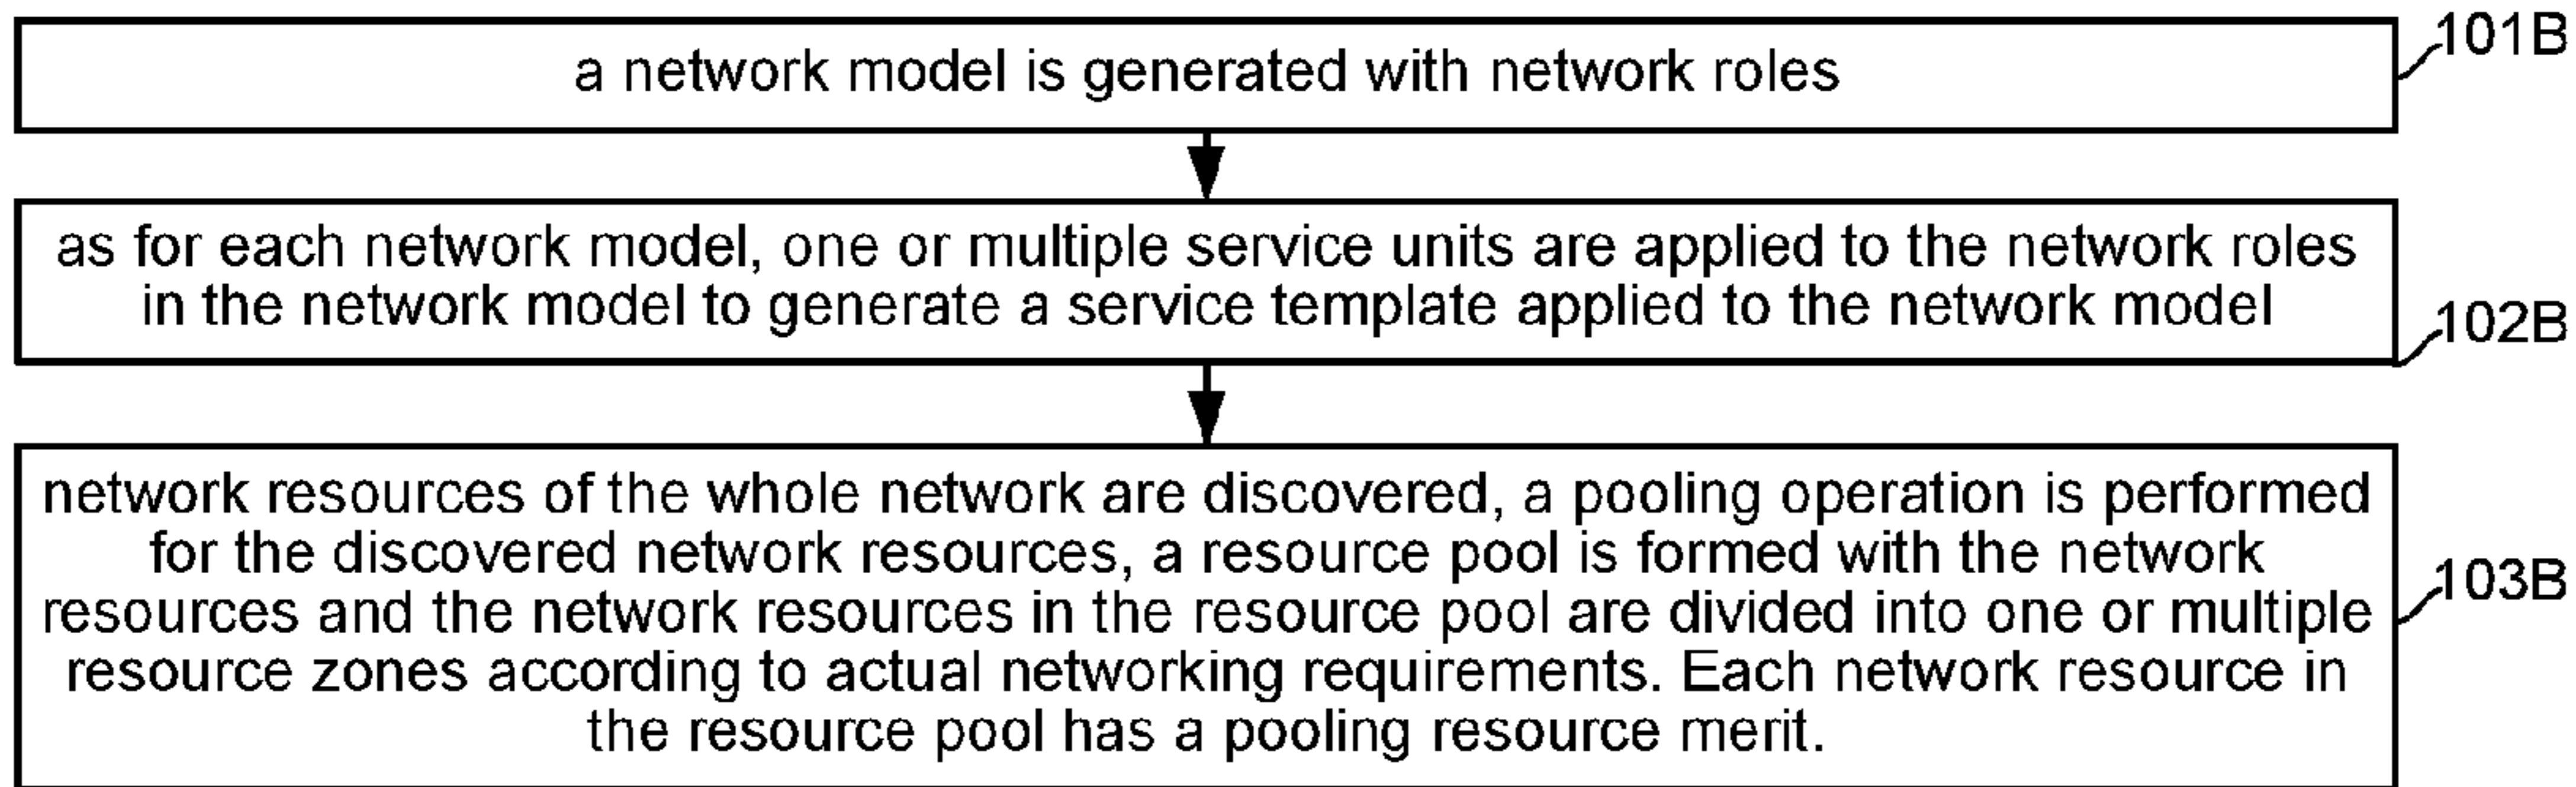 a network model is generated with network roles
101B
as for each network model, one or multiple service units are applied to the network roles
in the network model to generate a service template applied to the network model
102B
network resources of the whole network are discovered, a pooling operation is performed
for the discovered network resources, a resource pool is formed with the network
resources and the network resources in the resource pool are divided into one or multiple
resource zones according to actual networking requirements. Each network resource in
the resource pool has a pooling resource merit.
103B